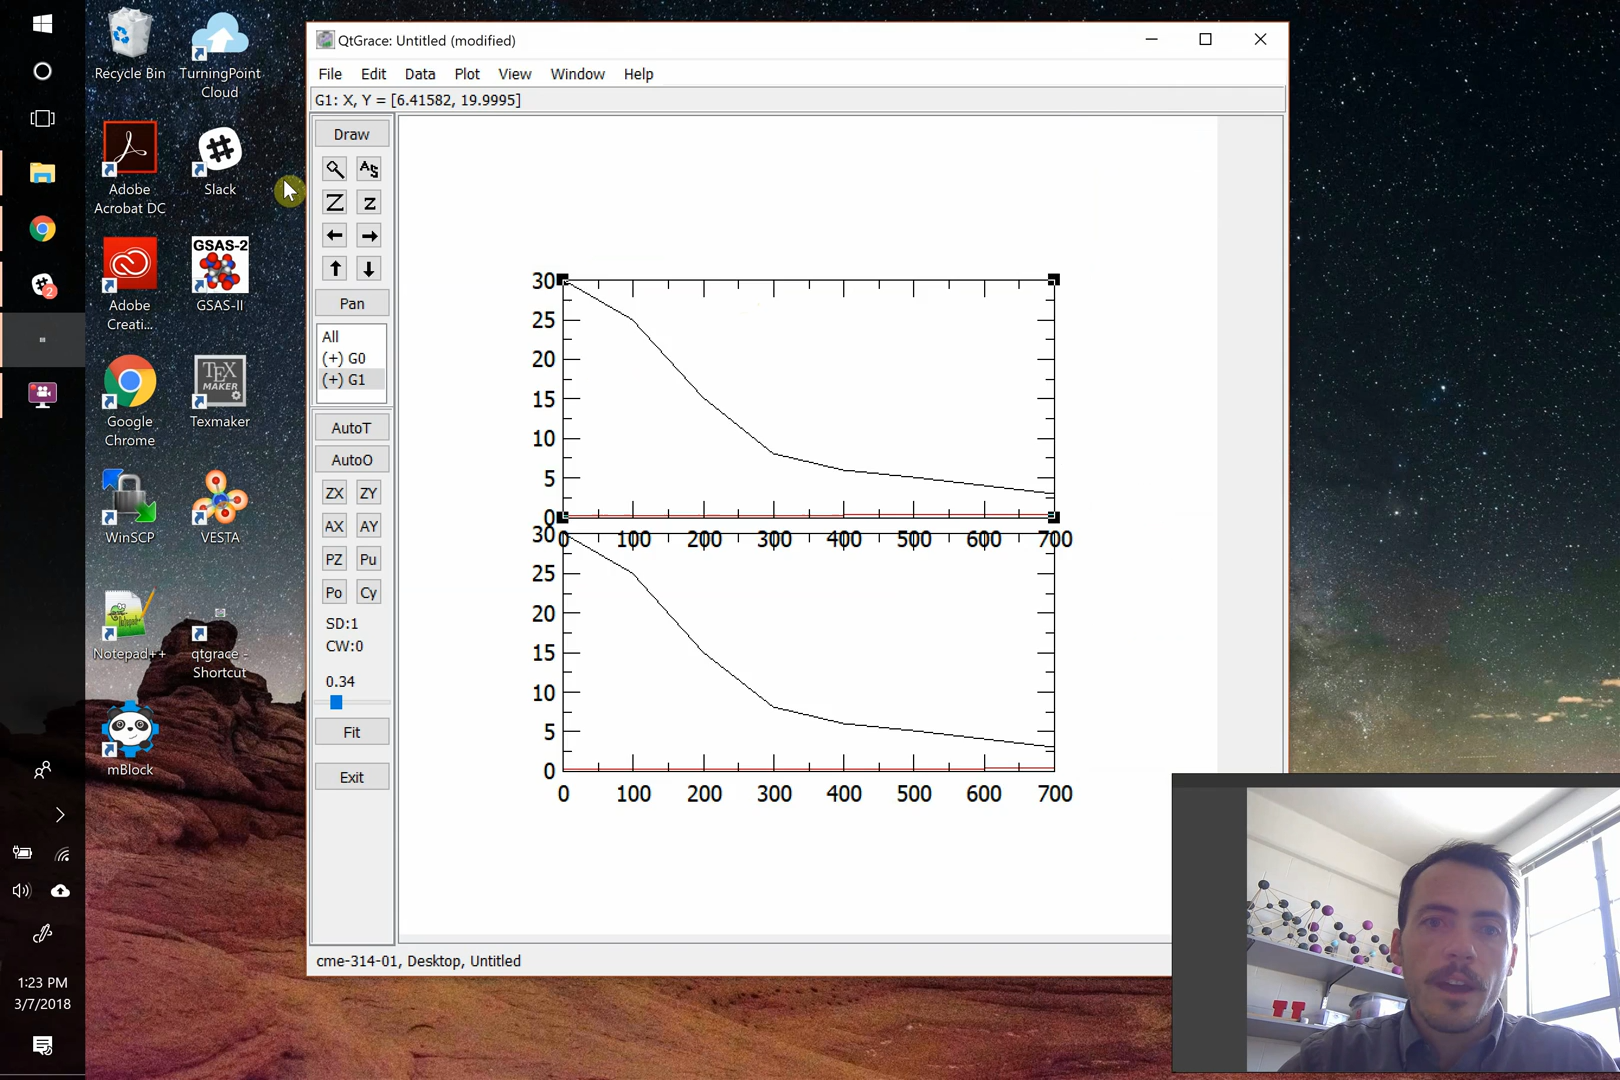 Recycle Bin
TurningPoint
Cloud
Adobe
Acrobat DC
Slack
Adobe
Creati...
GSAS-2
GSAS-II
Google
Chrome
TEX
MAKER
Texmaker
WinSCP
VESTA
Notepad++
qtgrace -
Shortcut
mBlock
2
1:23 PM
3/7/2018
QtGrace: Untitled (modified)
File Edit Data Plot View Window Help
G1: X, Y = [6.41582, 19.9995]
Draw
AS
Z z
Pan
All
(+) G0
(+) G1
AutoT
AutoO
ZX ZY
AX AY
PZ Pu
Po Cy
SD:1
CW:0
0.34
Fit
Exit
30
25
20
15
10
5
0
0 100 200 300 400 500 600 700
30
25
20
15
10
5
0
0 100 200 300 400 500 600 700
cme-314-01, Desktop, Untitled